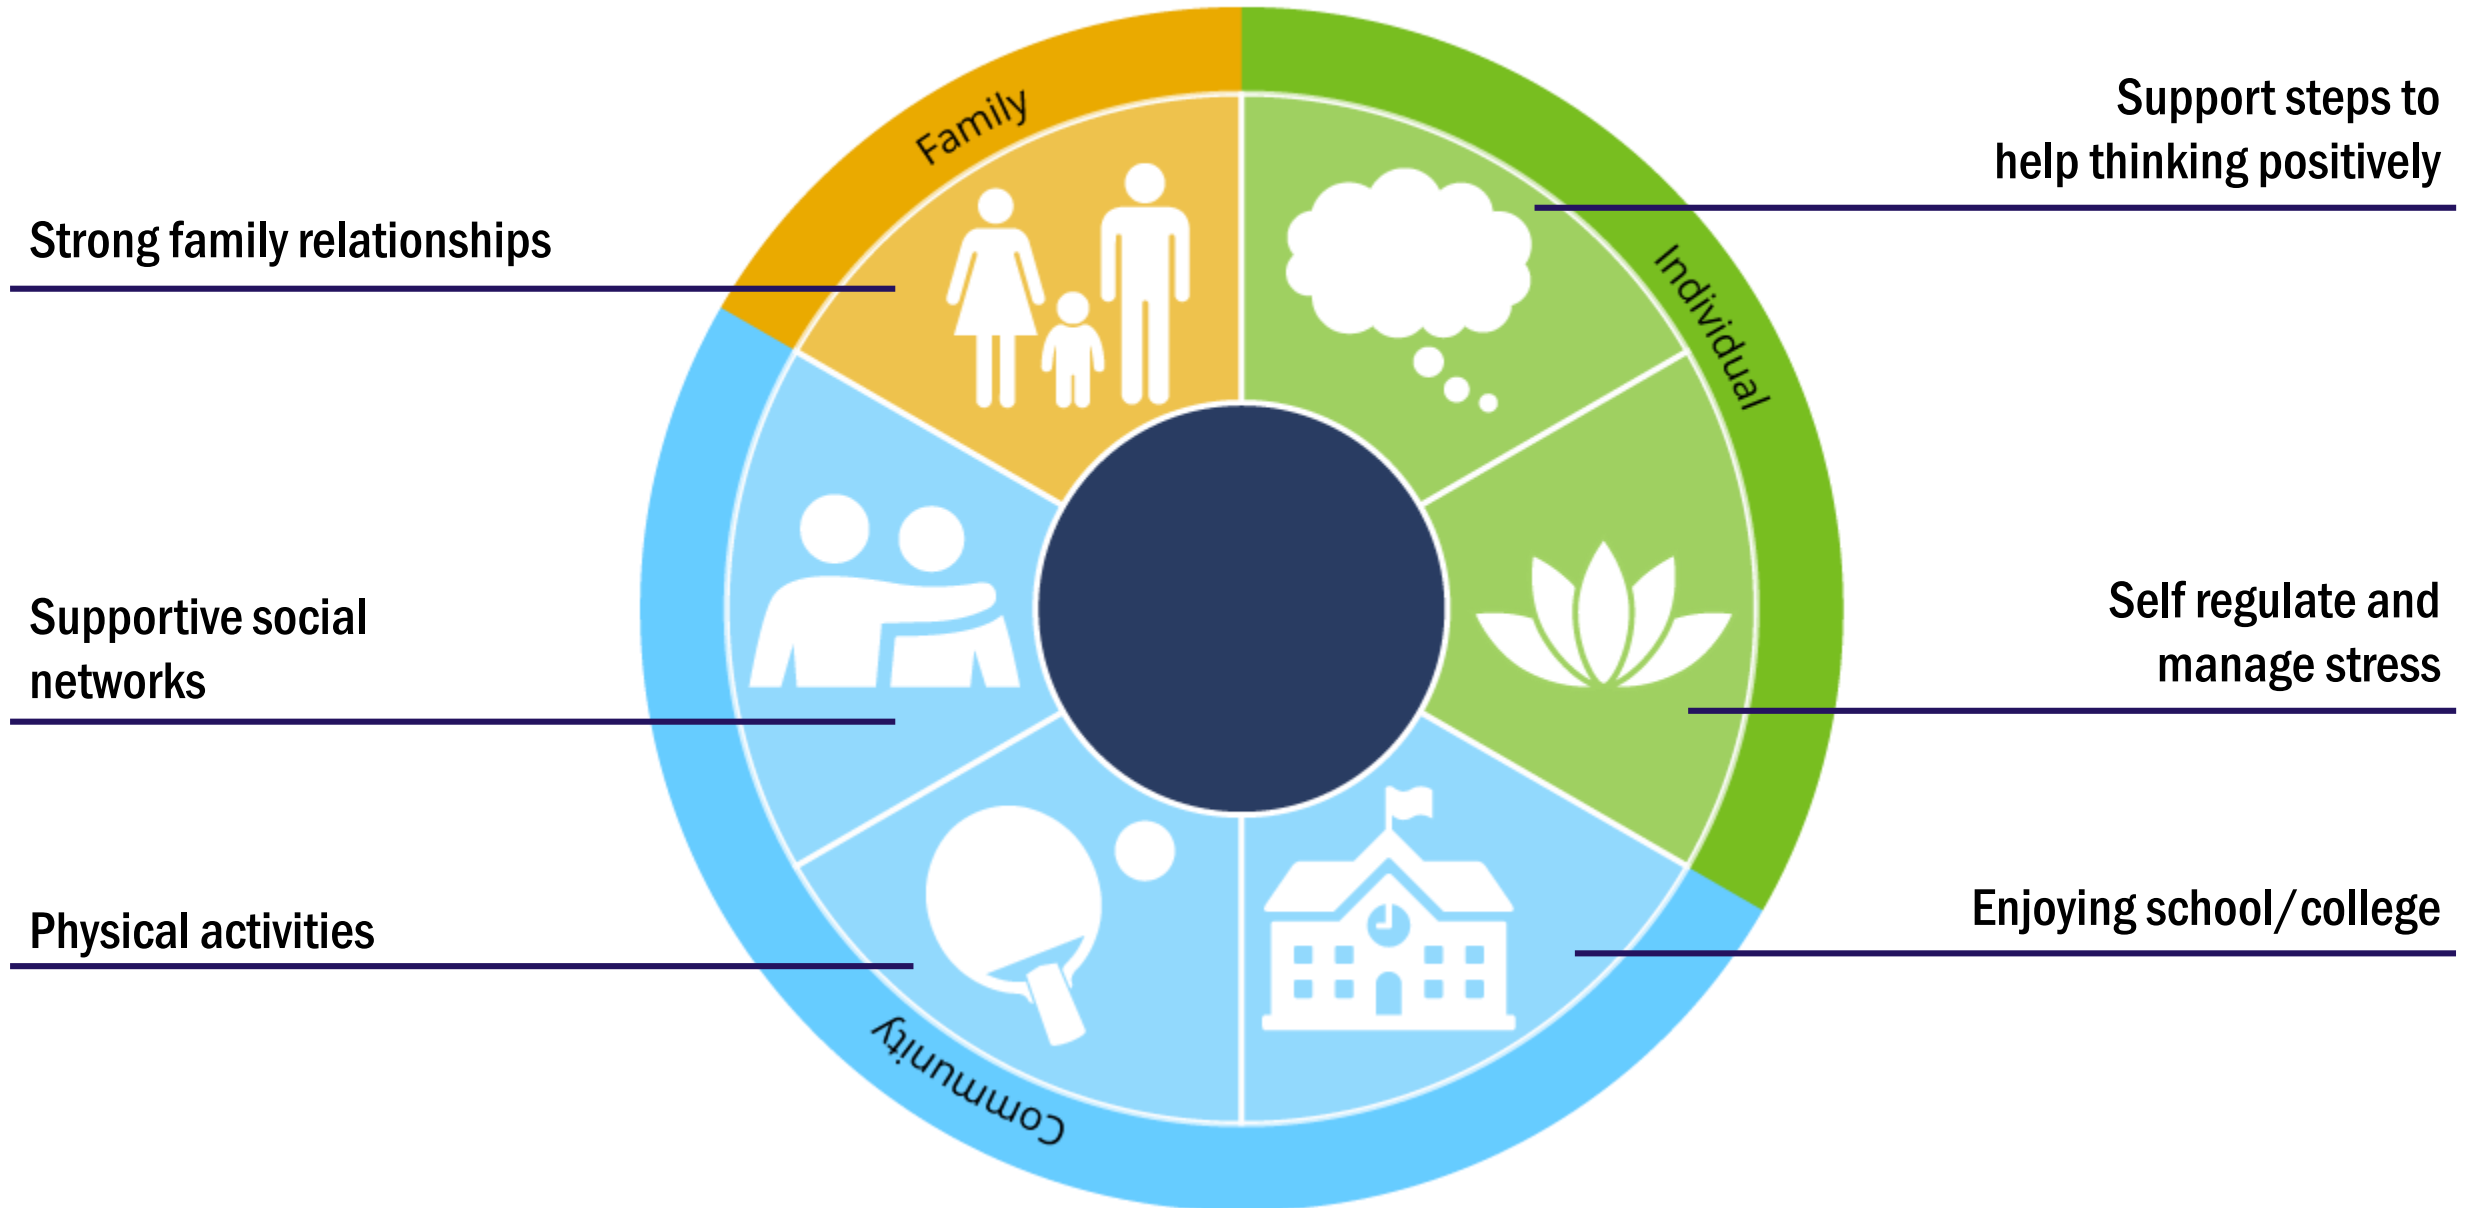 Family
Individual
Community
Strong family relationships
Supportive social
networks
Physical activities
Support steps to
help thinking positively
Self regulate and
manage stress
Enjoying school/college